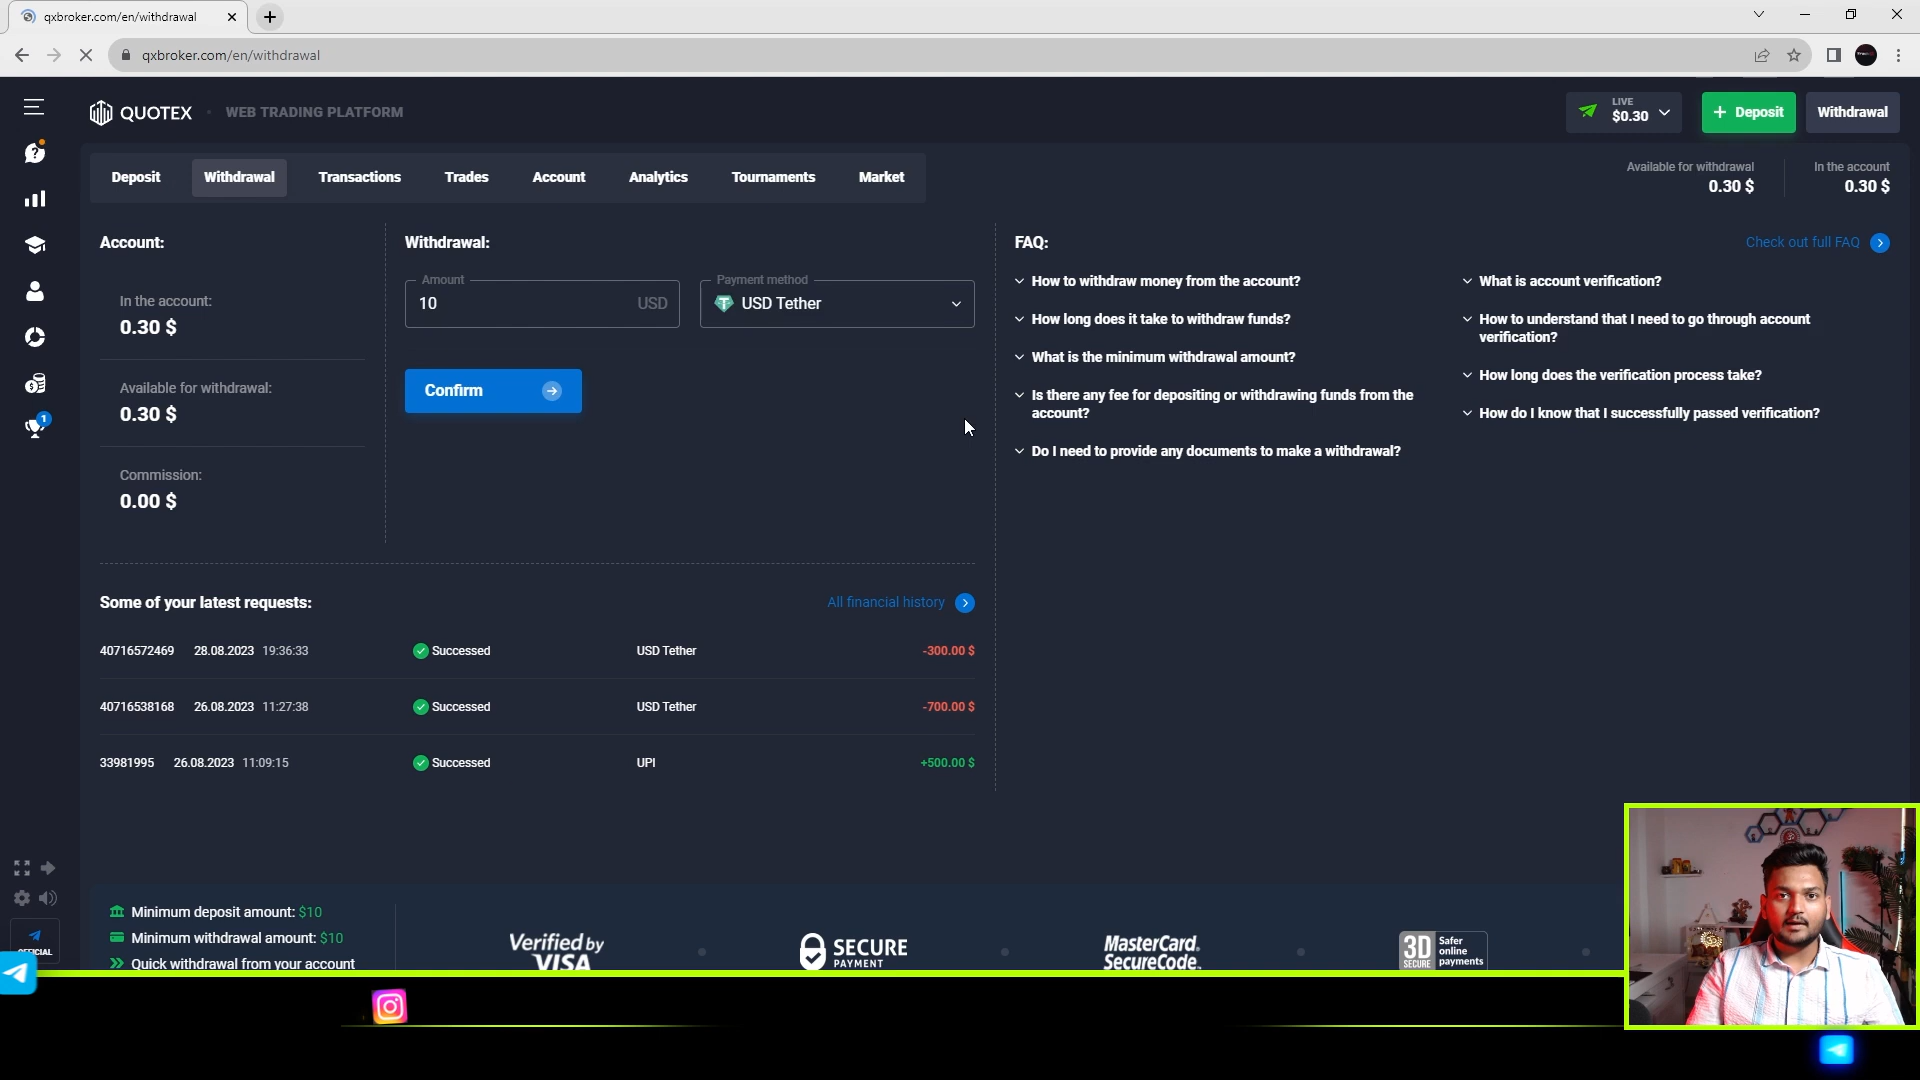 qxbroker.com/en/withdrawal
qxbroker.com/en/withdrawal
QUOTEX
WEB TRADING PLATFORM
LIVE
$0.30
+ Deposit
Withdrawal
Deposit
Withdrawal
Transactions
Trades
Account
Analytics
Tournaments
Market
Available for withdrawal
0.30 $
In the account
0.30 $
Account:
In the account:
0.30 $
Available for withdrawal:
0.30 $
Commission:
0.00 $
Withdrawal:
Amount
10 USD
Payment method
USD Tether
Confirm
FAQ:
Check out full FAQ
How to withdraw money from the account?
How long does it take to withdraw funds?
What is the minimum withdrawal amount?
Is there any fee for depositing or withdrawing funds from the
account?
Do I need to provide any documents to make a withdrawal?
What is account verification?
How to understand that I need to go through account
verification?
How long does the verification process take?
How do I know that I successfully passed verification?
1
Some of your latest requests:
All financial history
40716572469 28.08.2023 19:36:33 Successed USD Tether -300.00 $
40716538168 26.08.2023 11:27:38 Successed USD Tether -700.00 $
33981995 26.08.2023 11:09:15 Successed UPI +500.00 $
Minimum deposit amount: $10
Minimum withdrawal amount: $10
Quick withdrawal from your account
Verified by
VISA
SECURE
PAYMENT
MasterCard.
SecureCode.
3D
SECURE
Safer
online
payments